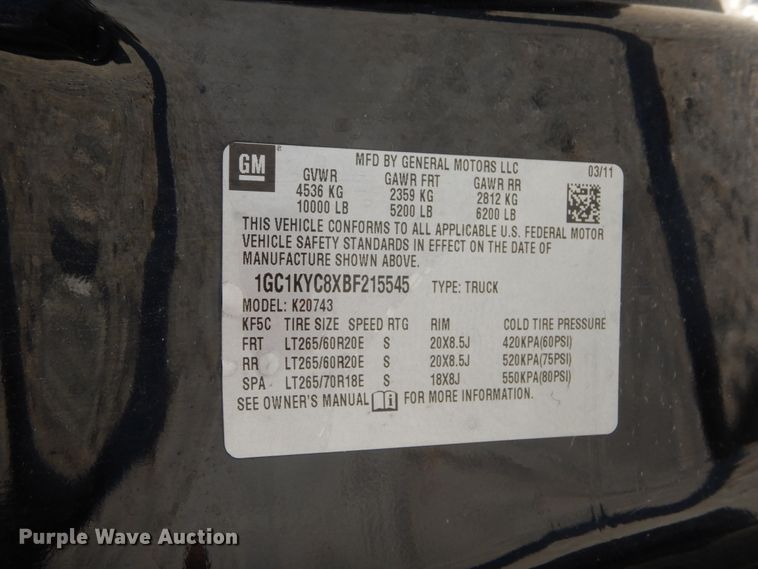 GM
MFD BY GENERAL MOTORS LLC
03/11
GVWR GAWR FRT GAWR RR
4536 KG 2359 KG 2812 KG
10000 LB 5200 LB 6200 LB
THIS VEHICLE CONFORMS TO ALL APPLICABLE U.S. FEDERAL MOTOR
VEHICLE SAFETY STANDARDS IN EFFECT ON THE DATE OF
MANUFACTURE SHOWN ABOVE.
1GC1KYC8XBF215545 TYPE: TRUCK
MODEL: K20743
KF5C TIRE SIZE SPEED RTG RIM COLD TIRE PRESSURE
FRT LT265/60R20E S 20X8.5J 420KPA(60PSI)
RR LT265/60R20E S 20X8.5J 520KPA(75PSI)
SPA LT265/70R18E S 18X8J 550KPA(80PSI)
SEE OWNER'S MANUAL FOR MORE INFORMATION.
Purple Wave Auction